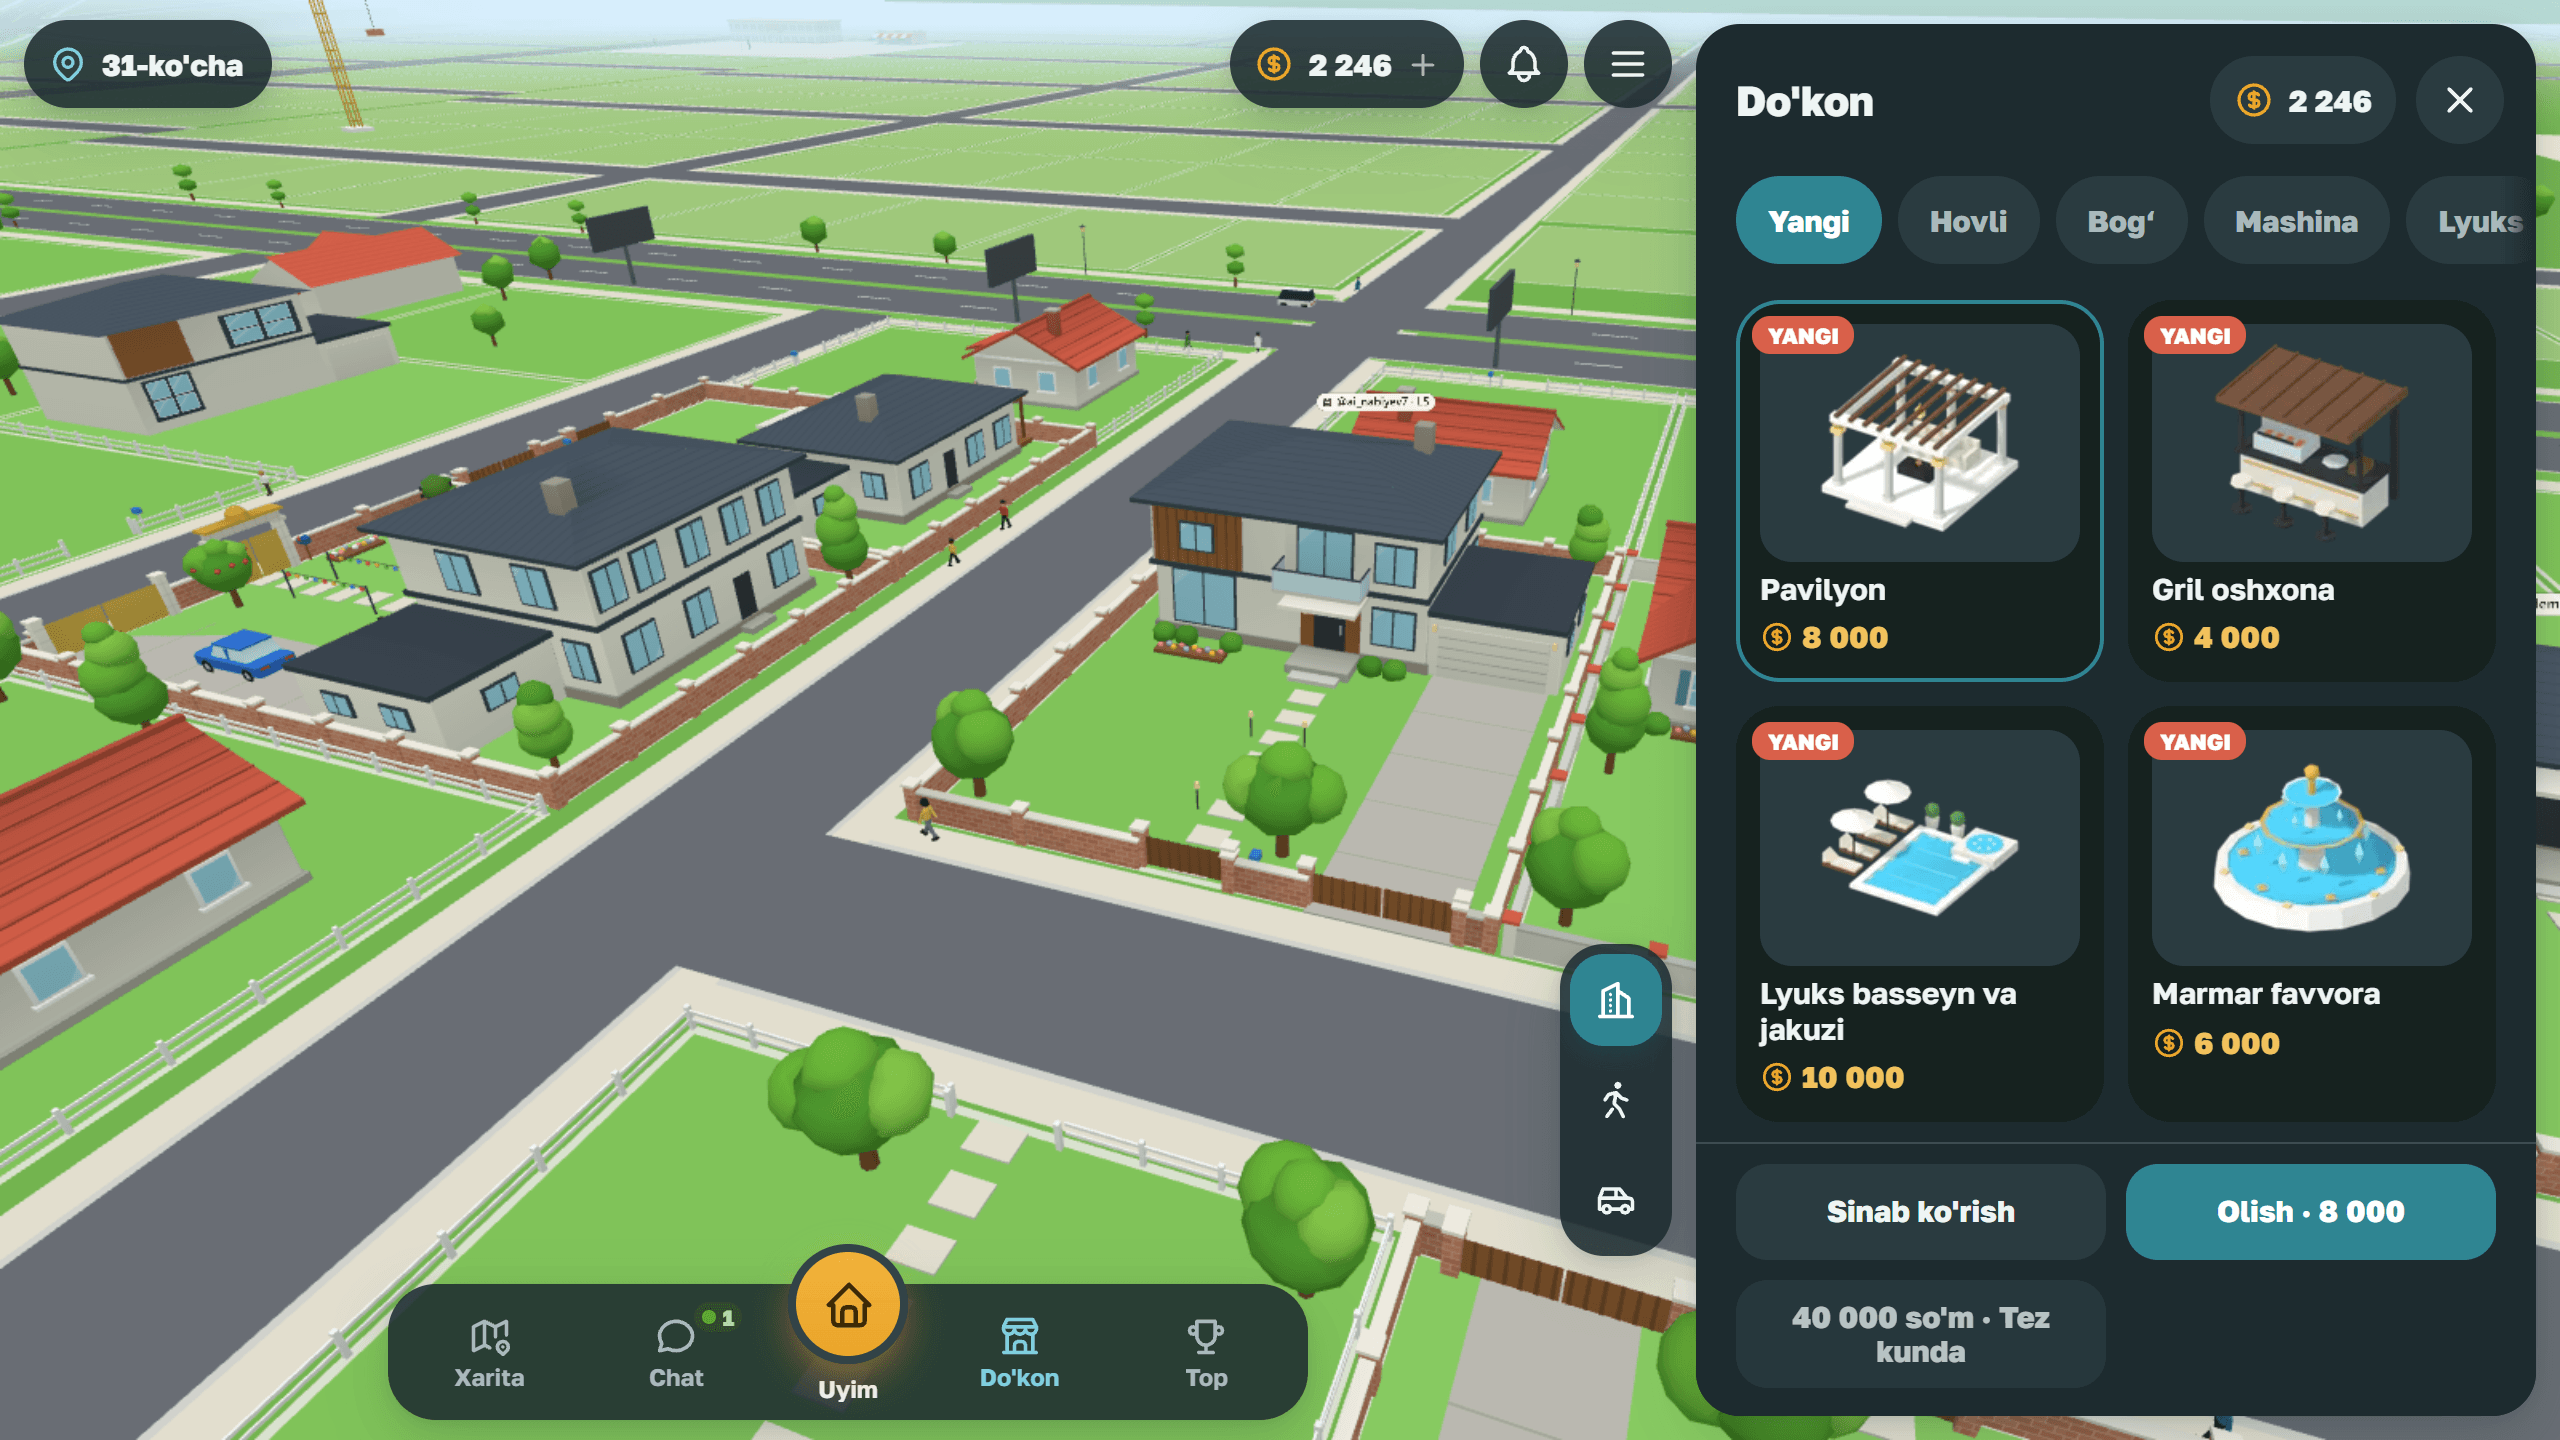 31-ko'cha
2 246
Do'kon
2 246
Yangi
Hovli
Bog‘
Mashina
Lyuks
YANGI
Pavilyon
8 000
YANGI
Gril oshxona
4 000
YANGI
Lyuks basseyn va
jakuzi
10 000
YANGI
Marmar favvora
6 000
Sinab ko'rish
Olish · 8 000
40 000 so'm · Tez
kunda
@ai_nabiyev7 · L5
Xarita
Chat
1
Uyim
Do'kon
Top